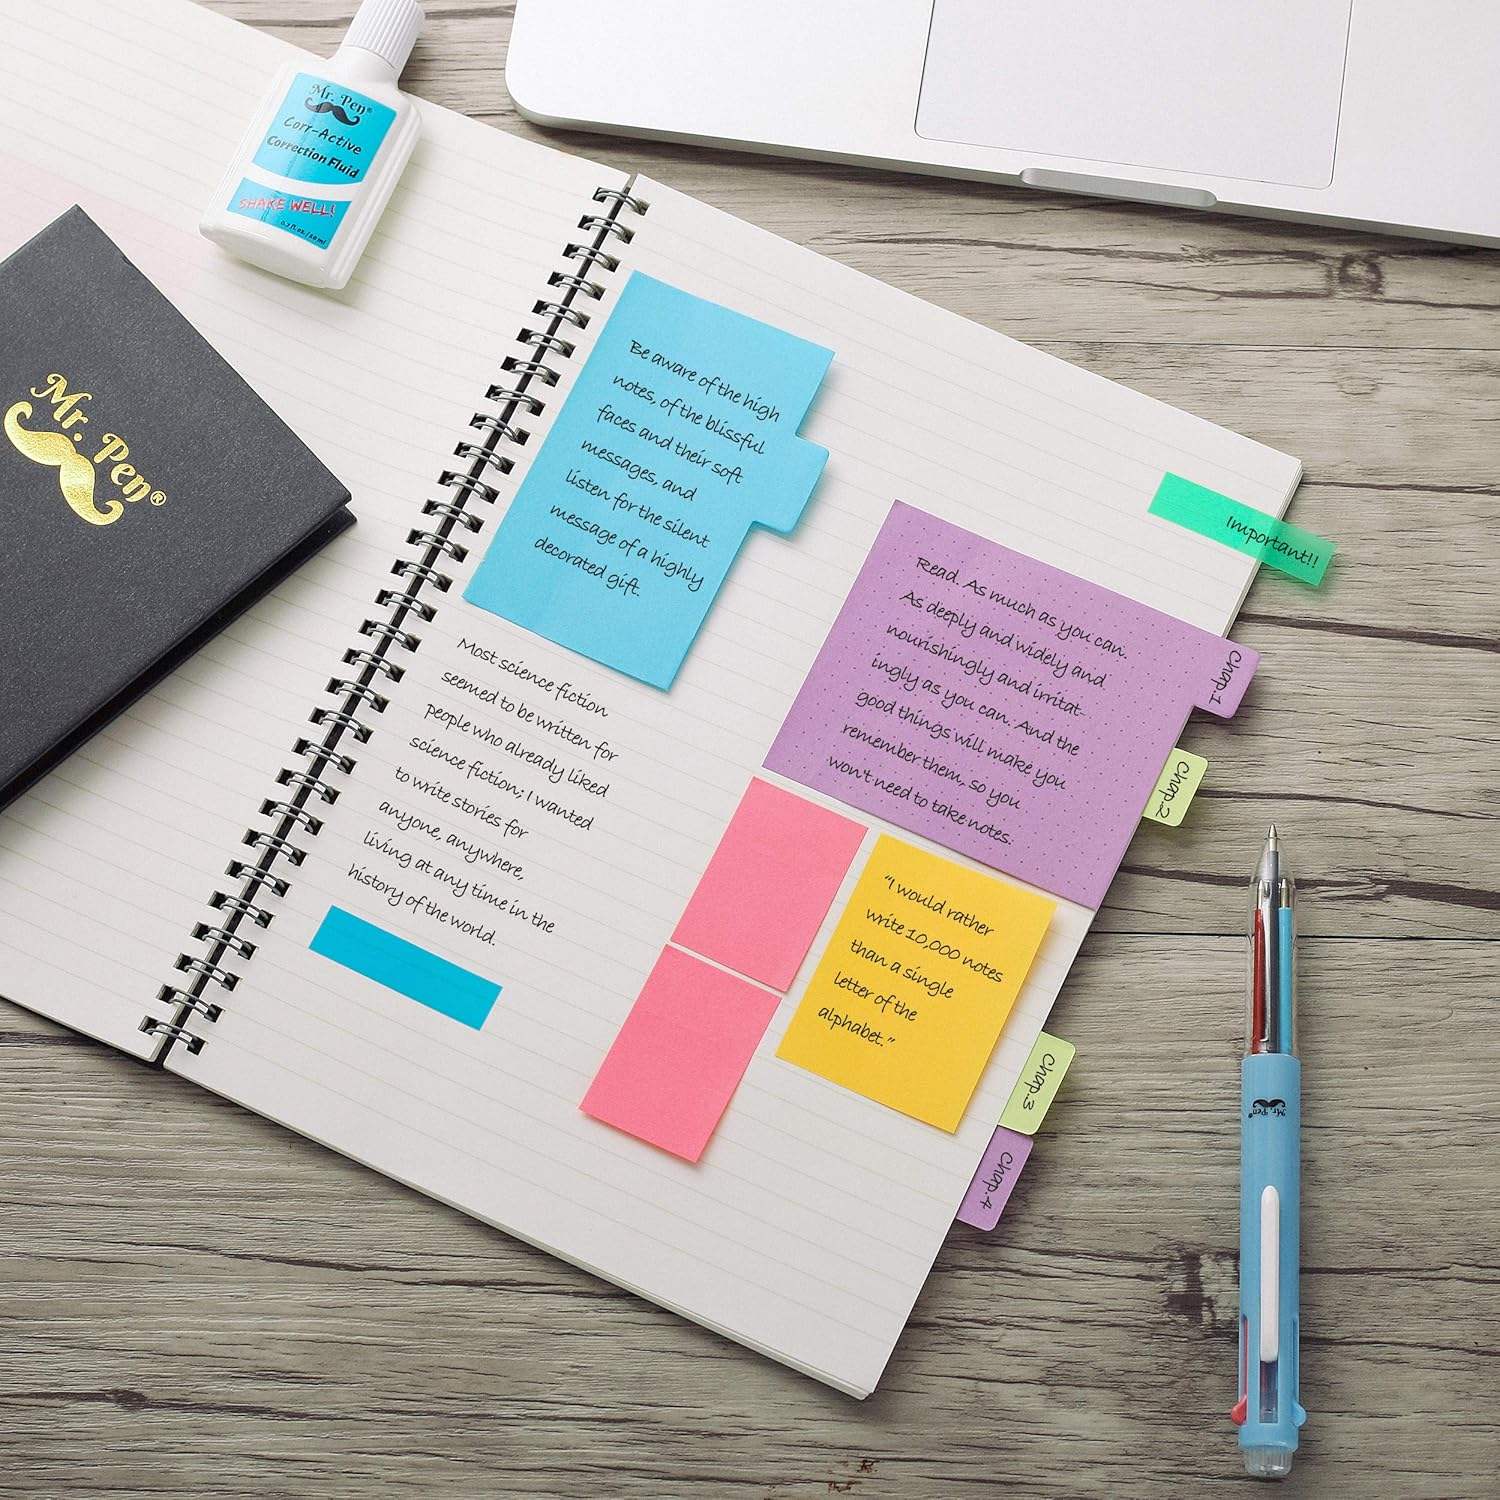 Mr. Pen®
Corr-Active
Correction Fluid
SHAKE WELL!
0.7 fl.oz./20 ml
Mr. Pen®
Be aware of the high
notes, of the blissful
faces and their soft
messages, and
listen for the silent
message of a highly
decorated gift.
Most science fiction
seemed to be written for
people who already liked
science fiction; I wanted
to write stories for
anyone, anywhere,
living at any time in the
history of the world.
Important!!
Read. As much as you can.
As deeply and widely and
nourishingly and irritat-
ingly as you can. And the
good things will make you
remember them, so you
won't need to take notes.
Chap.1
Chap.2
"I would rather
write 10,000 notes
than a single
letter of the
alphabet."
Chap.3
Chap.4
Mr. Pen®